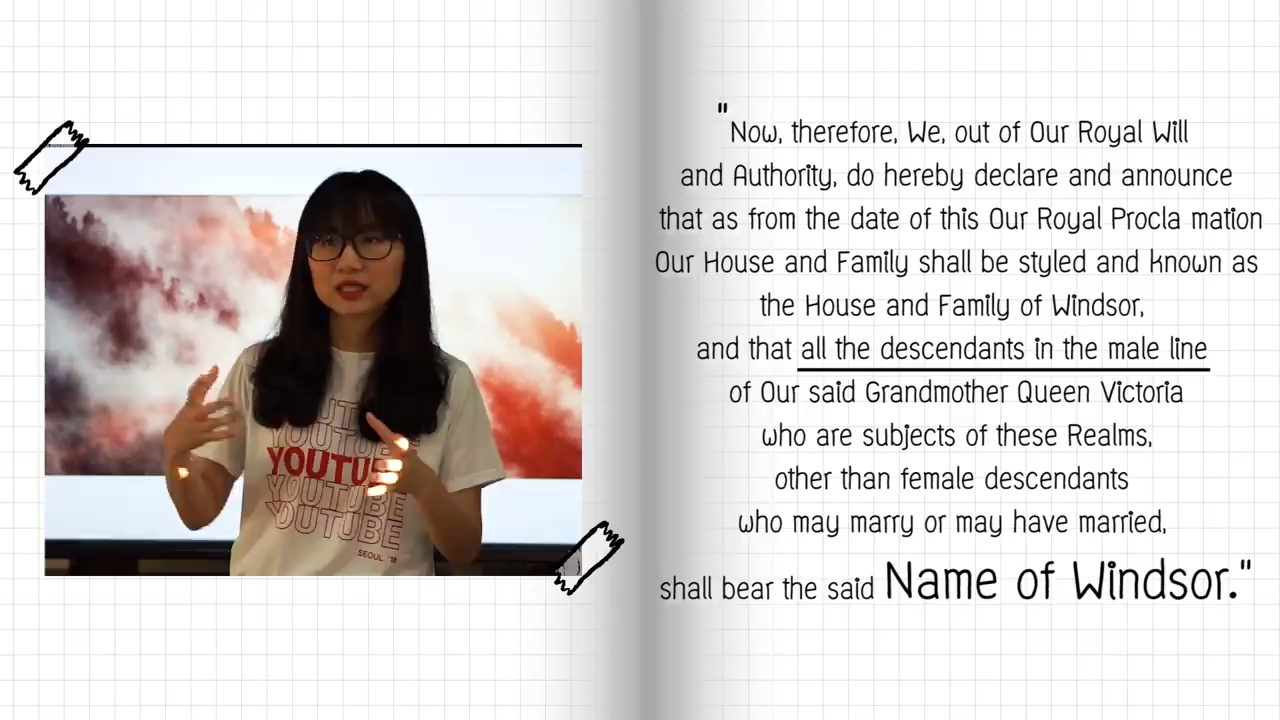 "Now, therefore, We, out of Our Royal Will
and Authority, do hereby declare and announce
that as from the date of this Our Royal Procla mation
Our House and Family shall be styled and known as
the House and Family of Windsor,
and that all the descendants in the male line
of Our said Grandmother Queen Victoria
who are subjects of these Realms,
other than female descendants
who may marry or may have married,
shall bear the said Name of Windsor."
YOUTU
YOUTUBE
YOUTUBE
SEOUL